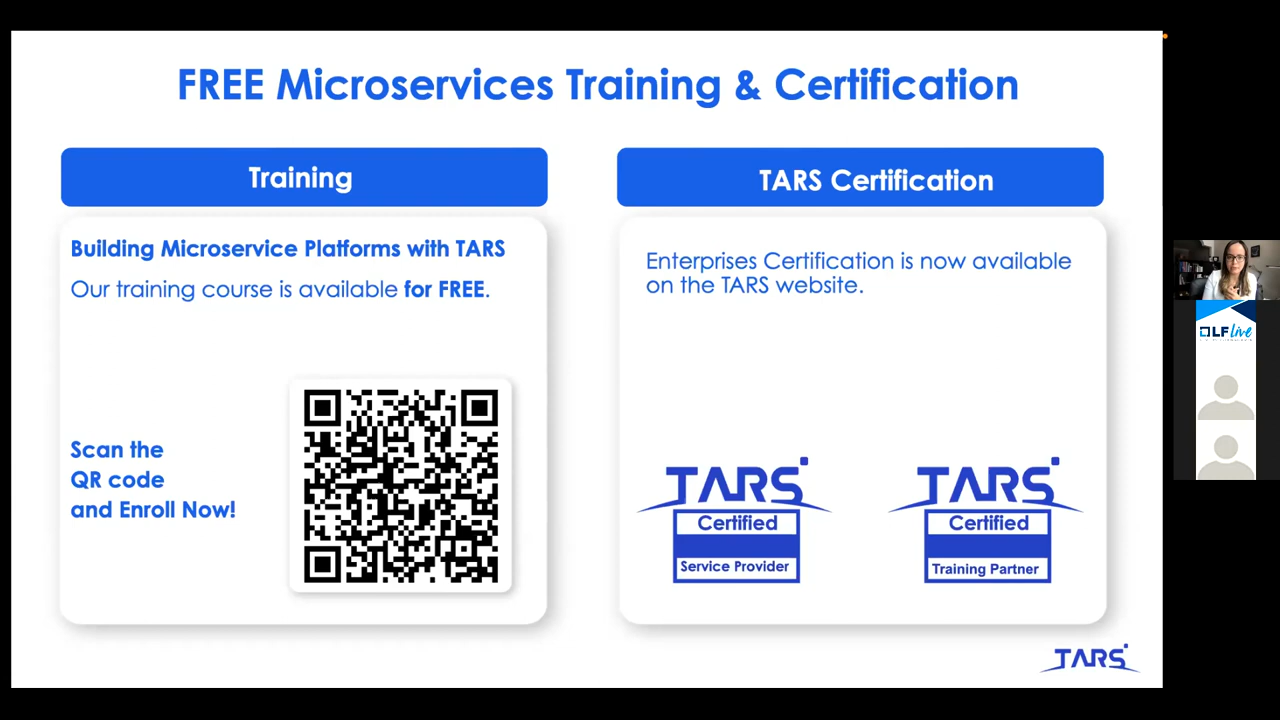 FREE Microservices Training & Certification
Training
Building Microservice Platforms with TARS
Our training course is available for FREE.
Scan the
QR code
and Enroll Now!
TARS Certification
Enterprises Certification is now available
on the TARS website.
TARS
Certified
Service Provider
TARS
Certified
Training Partner
TARS
LF live